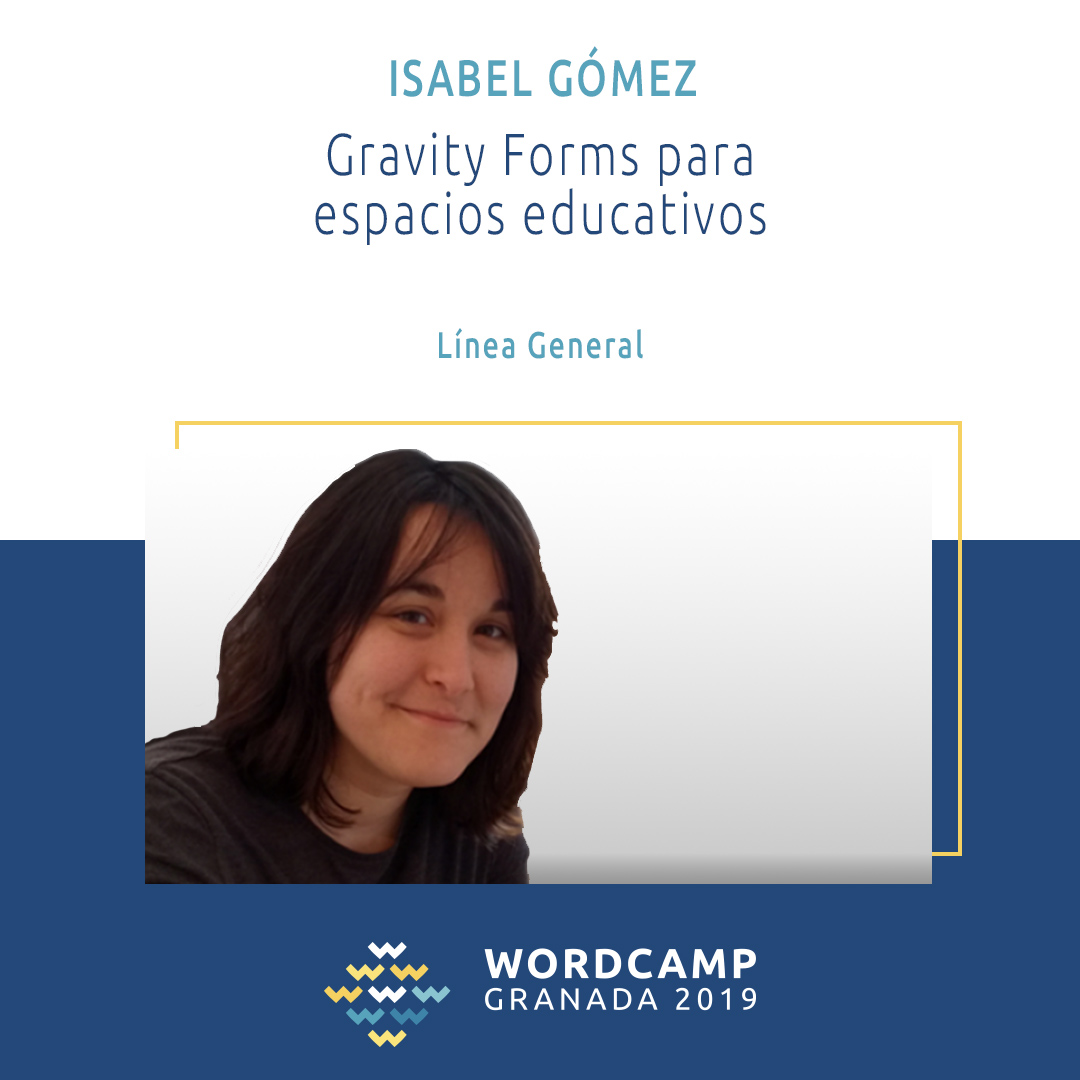 ISABEL GÓMEZ
Gravity Forms para
espacios educativos
Línea General
WORDCAMP
GRANADA 2019